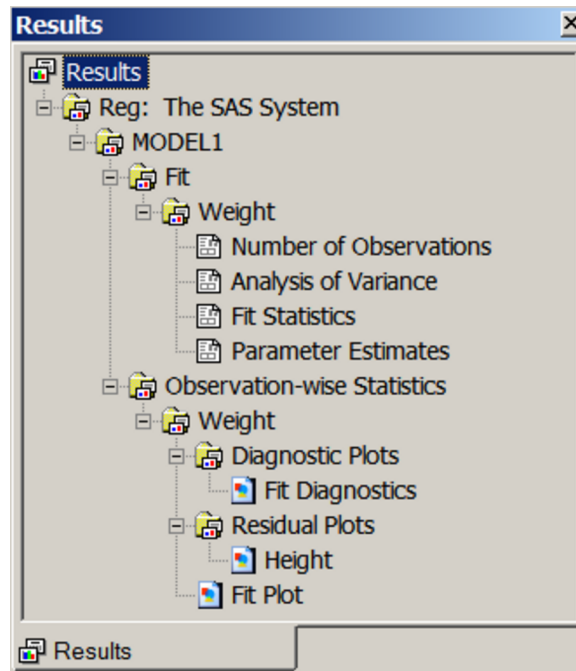 Results
Results
Reg: The SAS System
MODEL1
Fit
Weight
Number of Observations
Analysis of Variance
Fit Statistics
Parameter Estimates
Observation-wise Statistics
Weight
Diagnostic Plots
Fit Diagnostics
Residual Plots
Height
Fit Plot
Results